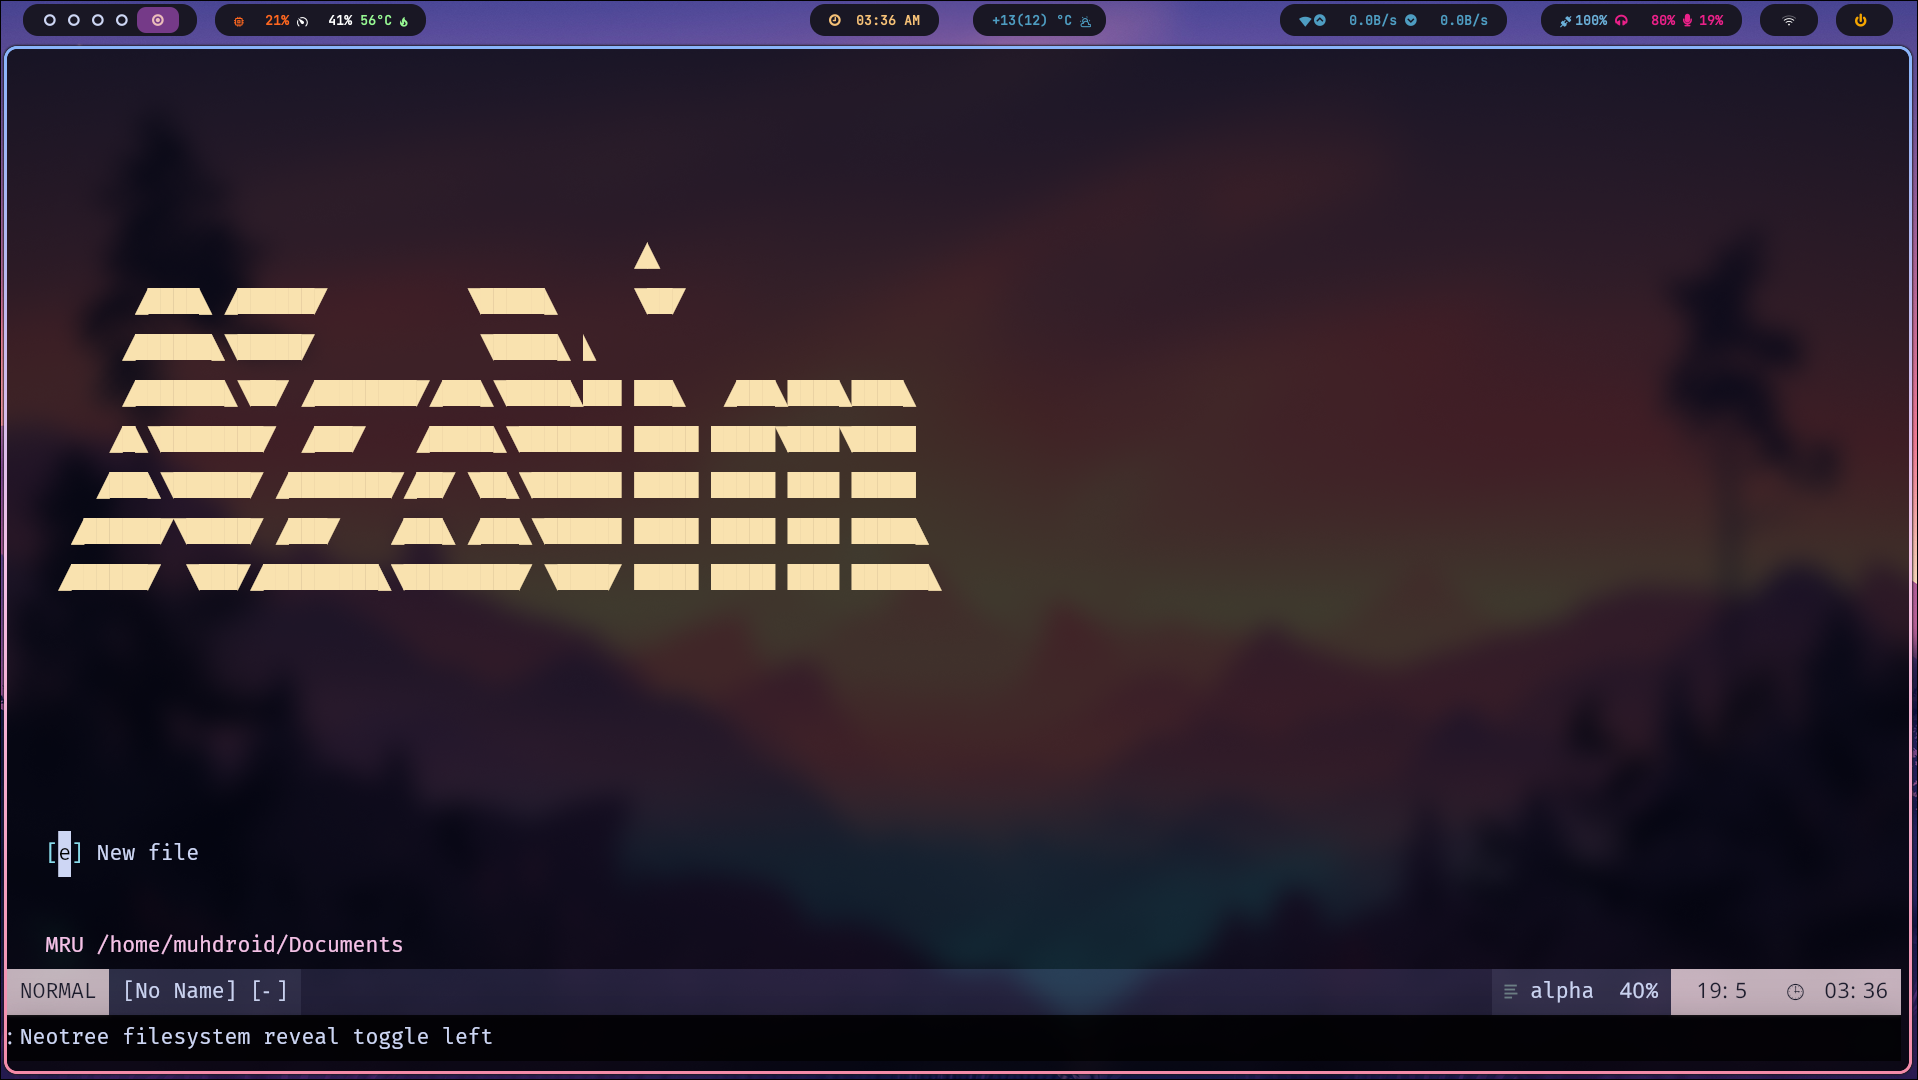 21% 41% 56°C
03:36 AM
+13(12) °C
0.0B/s 0.0B/s
100% 80% 19%
neovim
[e] New file
MRU /home/muhdroid/Documents
NORMAL [No Name] [-] alpha 40% 19: 5 03: 36
:Neotree filesystem reveal toggle left